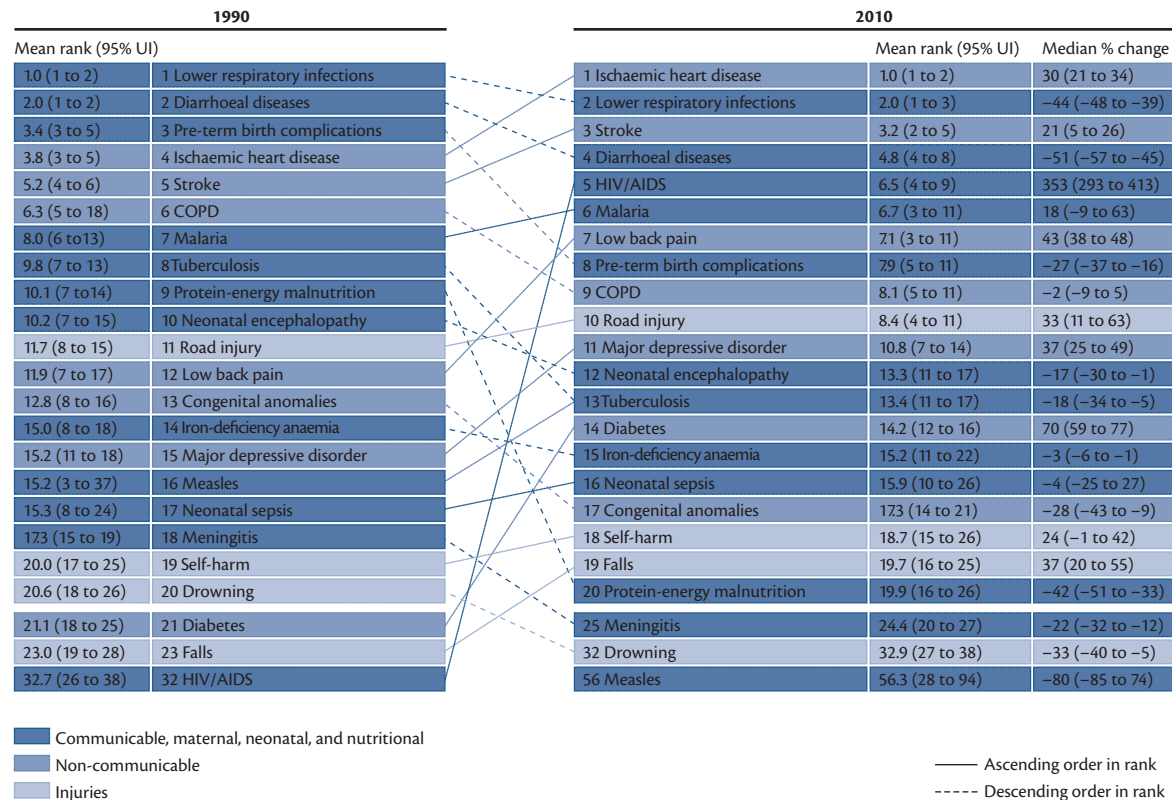 1990
2010
Mean rank (95% UI)
Mean rank (95% UI) Median % change
1.0 (1 to 2) 1 Lower respiratory infections
2.0 (1 to 2) 2 Diarrhoeal diseases
3.4 (3 to 5) 3 Pre-term birth complications
3.8 (3 to 5) 4 Ischaemic heart disease
5.2 (4 to 6) 5 Stroke
6.3 (5 to 18) 6 COPD
8.0 (6 to13) 7 Malaria
9.8 (7 to 13) 8Tuberculosis
10.1 (7 to14) 9 Protein-energy malnutrition
10.2 (7 to 15) 10 Neonatal encephalopathy
11.7 (8 to 15) 11 Road injury
11.9 (7 to 17) 12 Low back pain
12.8 (8 to 16) 13 Congenital anomalies
15.0 (8 to 18) 14 Iron-deficiency anaemia
15.2 (11 to 18) 15 Major depressive disorder
15.2 (3 to 37) 16 Measles
15.3 (8 to 24) 17 Neonatal sepsis
17.3 (15 to 19) 18 Meningitis
20.0 (17 to 25) 19 Self-harm
20.6 (18 to 26) 20 Drowning
21.1 (18 to 25) 21 Diabetes
23.0 (19 to 28) 23 Falls
32.7 (26 to 38) 32 HIV/AIDS
1 Ischaemic heart disease 1.0 (1 to 2) 30 (21 to 34)
2 Lower respiratory infections 2.0 (1 to 3) −44 (−48 to −39)
3 Stroke 3.2 (2 to 5) 21 (5 to 26)
4 Diarrhoeal diseases 4.8 (4 to 8) −51 (−57 to −45)
5 HIV/AIDS 6.5 (4 to 9) 353 (293 to 413)
6 Malaria 6.7 (3 to 11) 18 (−9 to 63)
7 Low back pain 7.1 (3 to 11) 43 (38 to 48)
8 Pre-term birth complications 7.9 (5 to 11) −27 (−37 to −16)
9 COPD 8.1 (5 to 11) −2 (−9 to 5)
10 Road injury 8.4 (4 to 11) 33 (11 to 63)
11 Major depressive disorder 10.8 (7 to 14) 37 (25 to 49)
12 Neonatal encephalopathy 13.3 (11 to 17) −17 (−30 to −1)
13Tuberculosis 13.4 (11 to 17) −18 (−34 to −5)
14 Diabetes 14.2 (12 to 16) 70 (59 to 77)
15 Iron-deficiency anaemia 15.2 (11 to 22) −3 (−6 to −1)
16 Neonatal sepsis 15.9 (10 to 26) −4 (−25 to 27)
17 Congenital anomalies 17.3 (14 to 21) −28 (−43 to −9)
18 Self-harm 18.7 (15 to 26) 24 (−1 to 42)
19 Falls 19.7 (16 to 25) 37 (20 to 55)
20 Protein-energy malnutrition 19.9 (16 to 26) −42 (−51 to −33)
25 Meningitis 24.4 (20 to 27) −22 (−32 to −12)
32 Drowning 32.9 (27 to 38) −33 (−40 to −5)
56 Measles 56.3 (28 to 94) −80 (−85 to 74)
Communicable, maternal, neonatal, and nutritional
Non-communicable
Injuries
Ascending order in rank
Descending order in rank